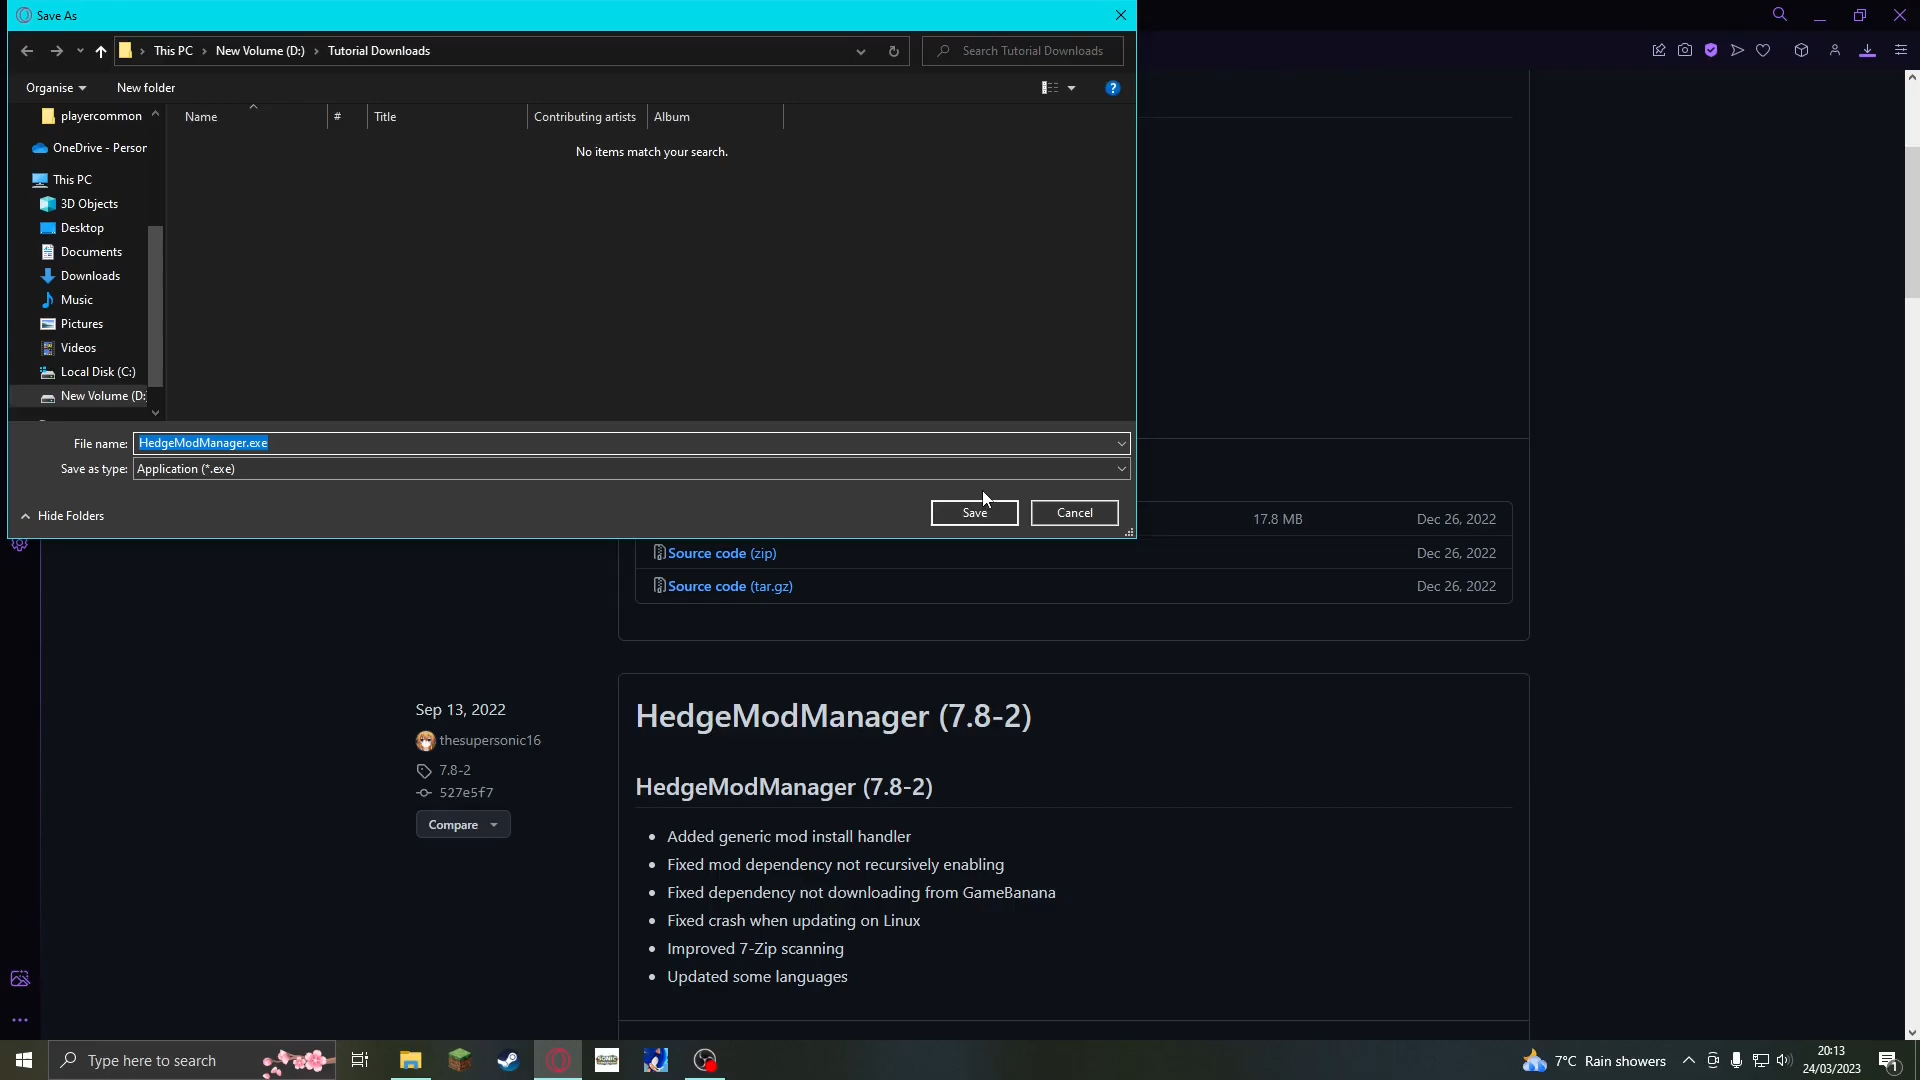 Save As
This PC
New Volume (D:)
Tutorial Downloads
Search Tutorial Downloads
Organise
New folder
?
playercommon
OneDrive - Person
This PC
3D Objects
Desktop
Documents
Downloads
Music
Pictures
Videos
Local Disk (C:)
New Volume (D:
Name
#
Title
Contributing artists
Album
No items match your search.
File name:
HedgeModManager.exe
Save as type:
Application (*.exe)
Hide Folders
Save
Cancel
17.8 MB
Dec 26, 2022
Source code (zip)
Dec 26, 2022
Source code (tar.gz)
Dec 26, 2022
Sep 13, 2022
thesupersonic16
7.8-2
527e5f7
Compare
HedgeModManager (7.8-2)
HedgeModManager (7.8-2)
• Added generic mod install handler
• Fixed mod dependency not recursively enabling
• Fixed dependency not downloading from GameBanana
• Fixed crash when updating on Linux
• Improved 7-Zip scanning
• Updated some languages
Type here to search
7°C Rain showers
20:13
24/03/2023
1